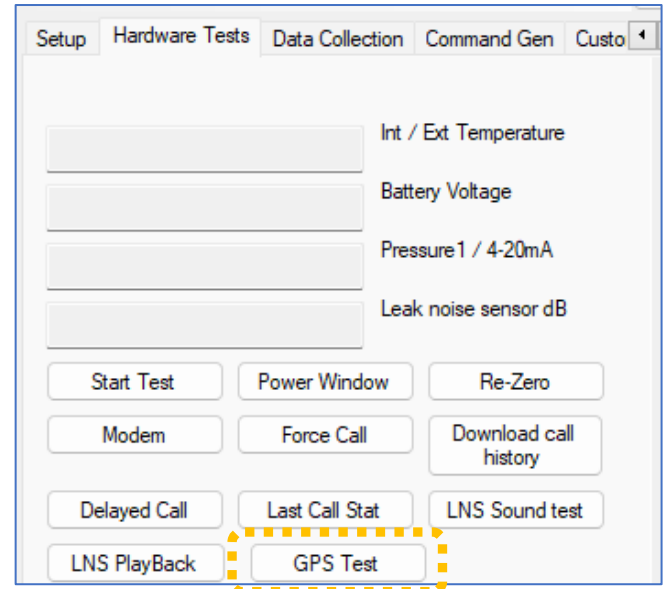 Setup Hardware Tests Data Collection Command Gen Custo
Int / Ext Temperature
Battery Voltage
Pressure1 / 4-20mA
Leak noise sensor dB
Start Test Power Window Re-Zero
Modem Force Call Download call
history
Delayed Call Last Call Stat LNS Sound test
LNS PlayBack GPS Test